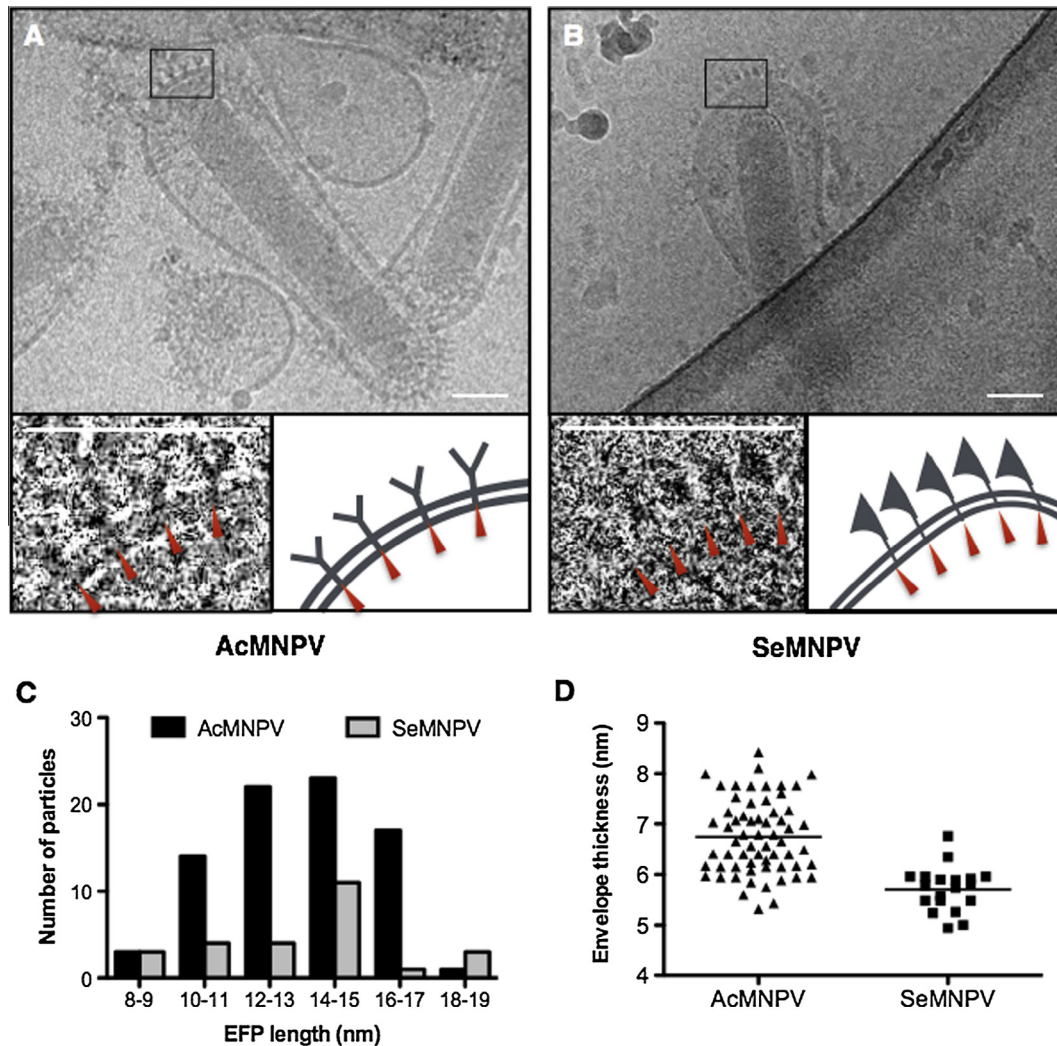 A
B
AcMNPV
SeMNPV
C
AcMNPV
SeMNPV
Number of particles
30
20
10
0
8-9
10-11
12-13
14-15
16-17
18-19
EFP length (nm)
D
Envelope thickness (nm)
9
8
7
6
5
4
AcMNPV
SeMNPV